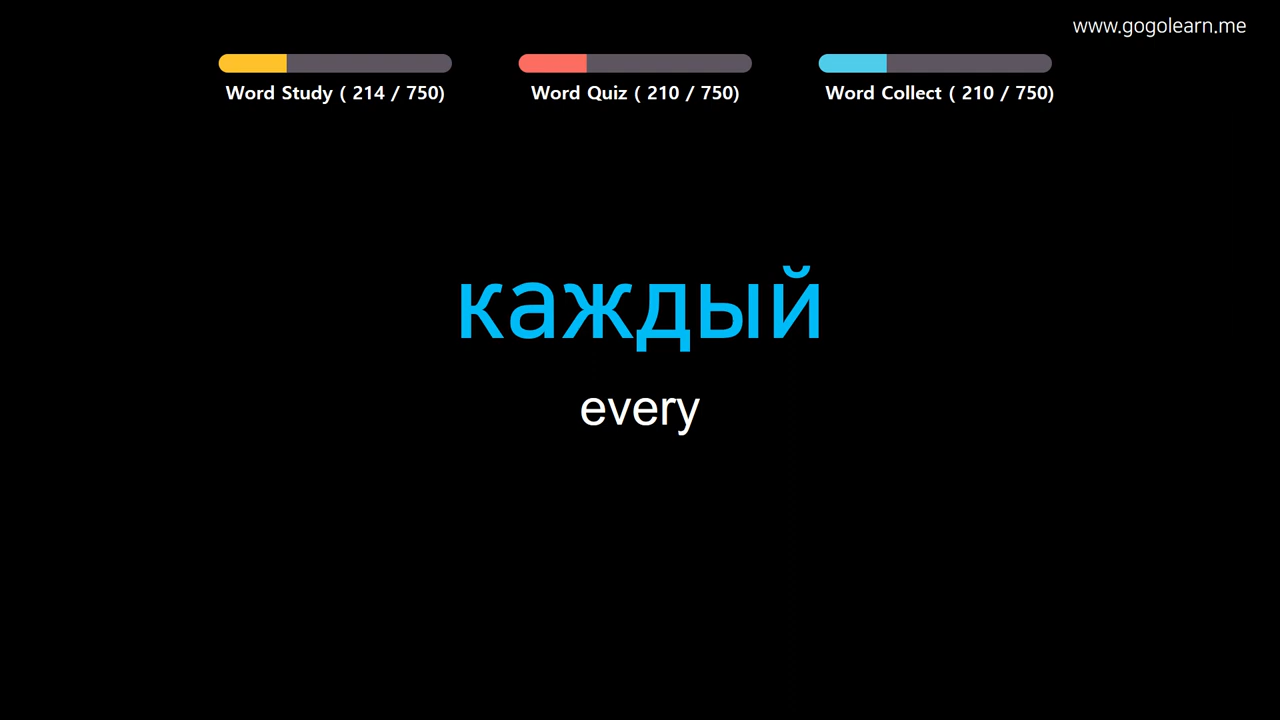 www.gogolearn.me
Word Study ( 214 / 750)
Word Quiz ( 210 / 750)
Word Collect ( 210 / 750)
каждый
every